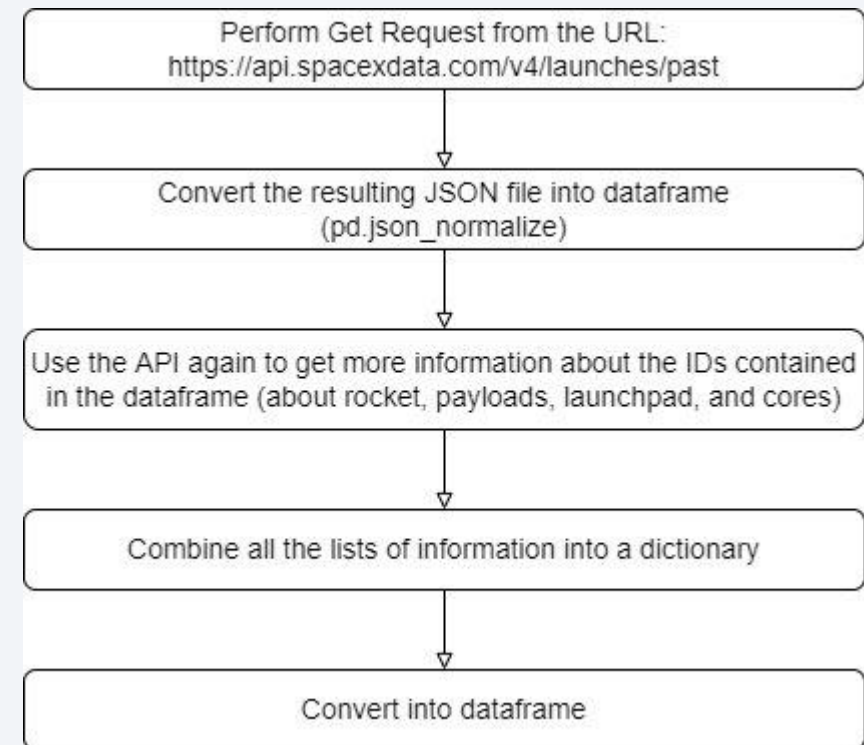 Perform Get Request from the URL:
https://api.spacexdata.com/v4/launches/past
Convert the resulting JSON file into dataframe
(pd.json_normalize)
Use the API again to get more information about the IDs contained
in the dataframe (about rocket, payloads, launchpad, and cores)
Combine all the lists of information into a dictionary
Convert into dataframe